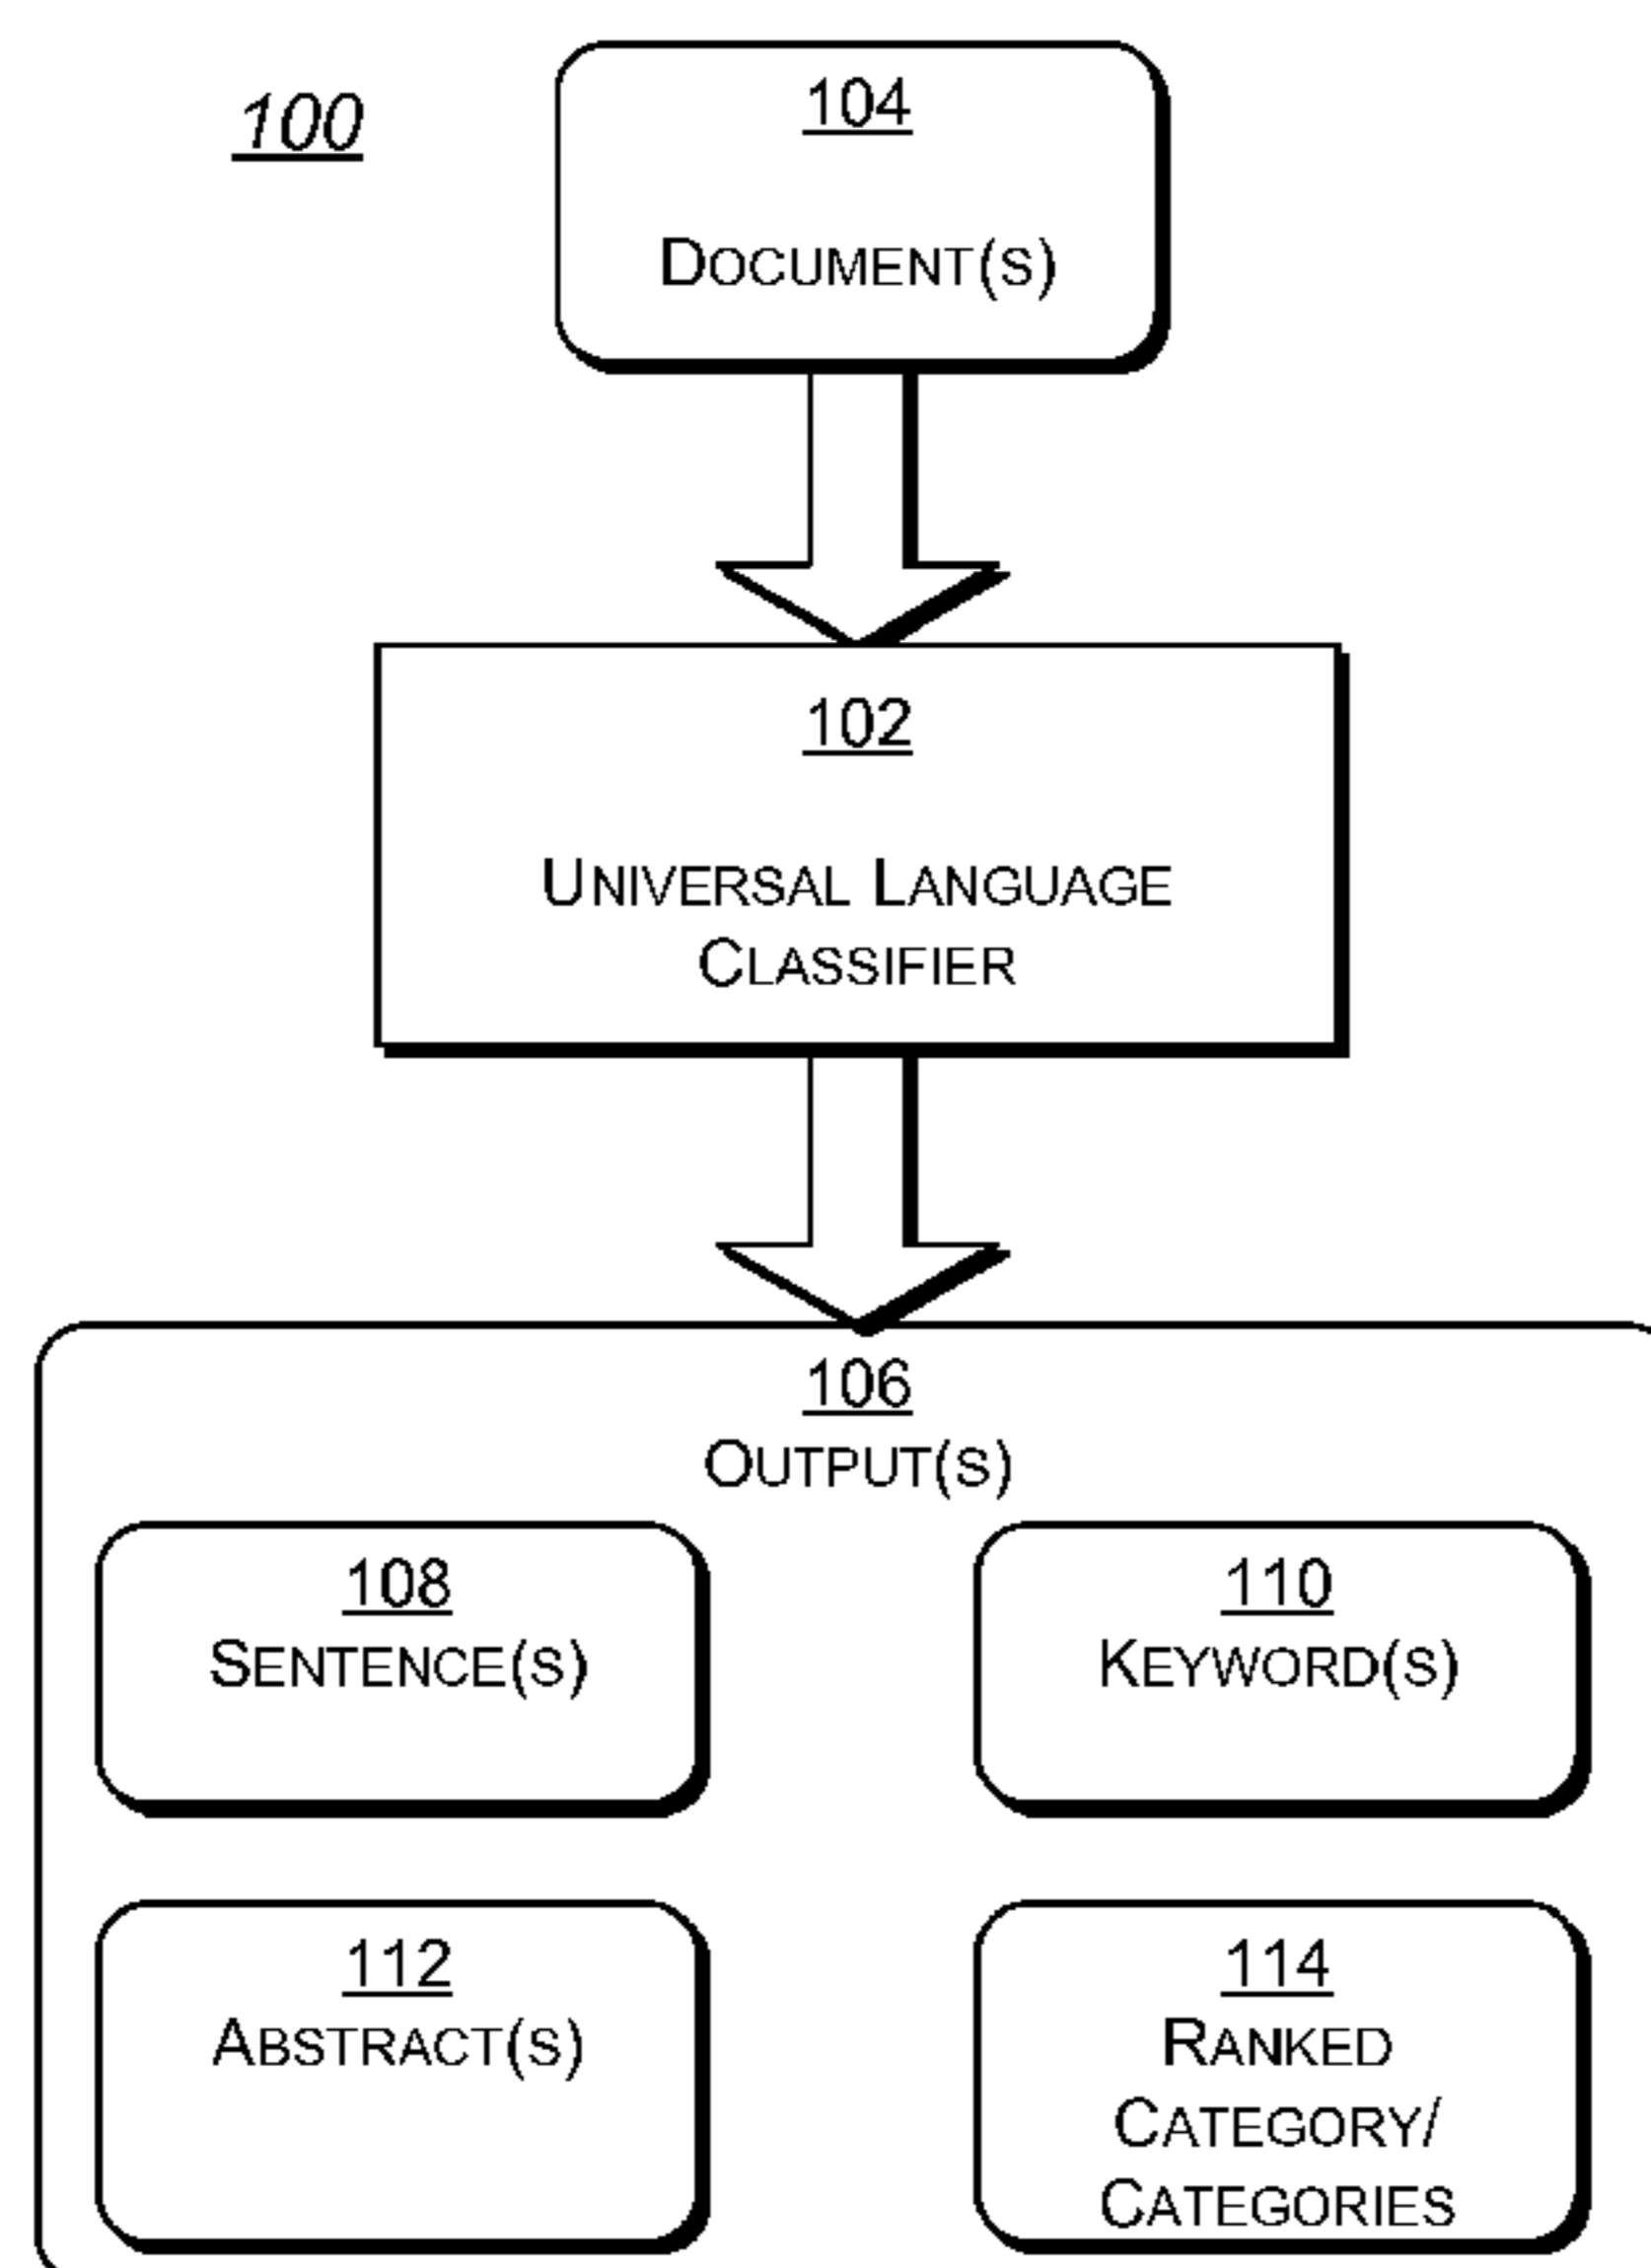 100
104
DOCUMENT(S)
102
UNIVERSAL LANGUAGE
CLASSIFIER
106
OUTPUT(S)
108
SENTENCE(S)
110
KEYWORD(S)
112
ABSTRACT(S)
114
RANKED
CATEGORY/
CATEGORIES